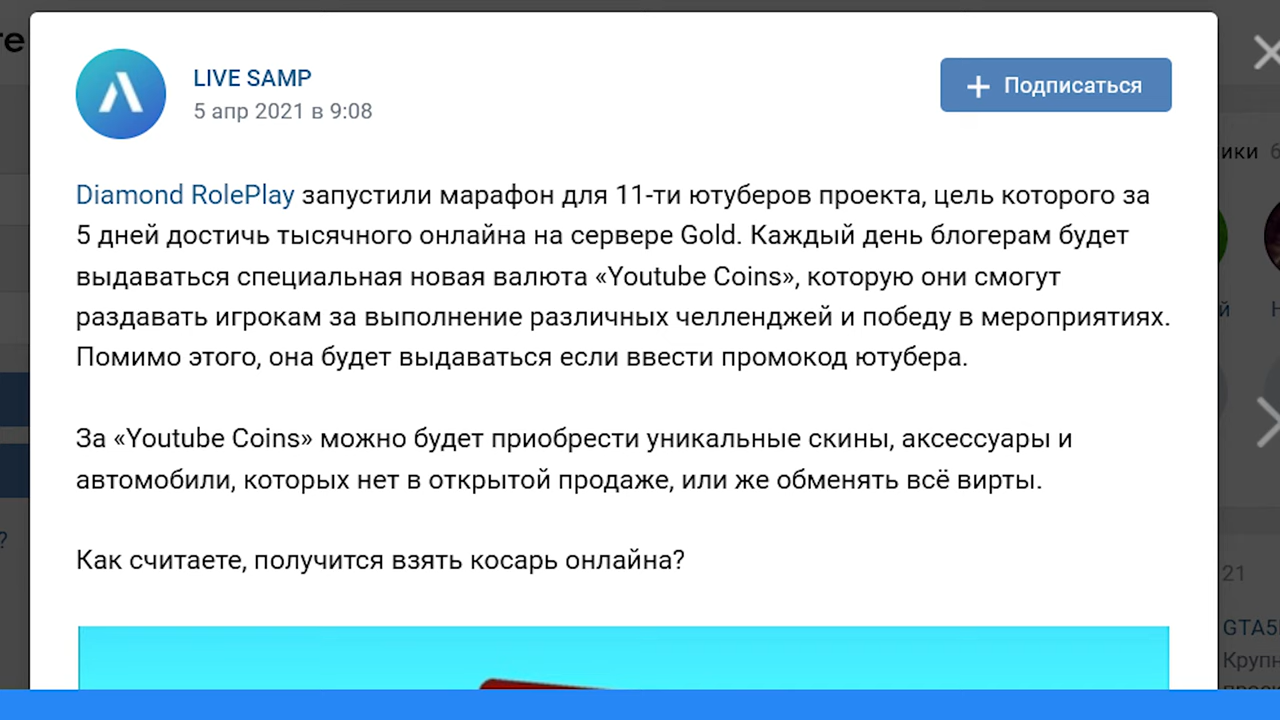 LIVE SAMP
5 апр 2021 в 9:08
Подписаться
Diamond RolePlay запустили марафон для 11-ти ютуберов проекта, цель которого за
5 дней достичь тысячного онлайна на сервере Gold. Каждый день блогерам будет
выдаваться специальная новая валюта «Youtube Coins», которую они смогут
раздавать игрокам за выполнение различных челленджей и победу в мероприятиях.
Помимо этого, она будет выдаваться если ввести промокод ютубера.
За «Youtube Coins» можно будет приобрести уникальные скины, аксессуары и
автомобили, которых нет в открытой продаже, или же обменять всё вирты.
Как считаете, получится взять косарь онлайна?
21
GTA5